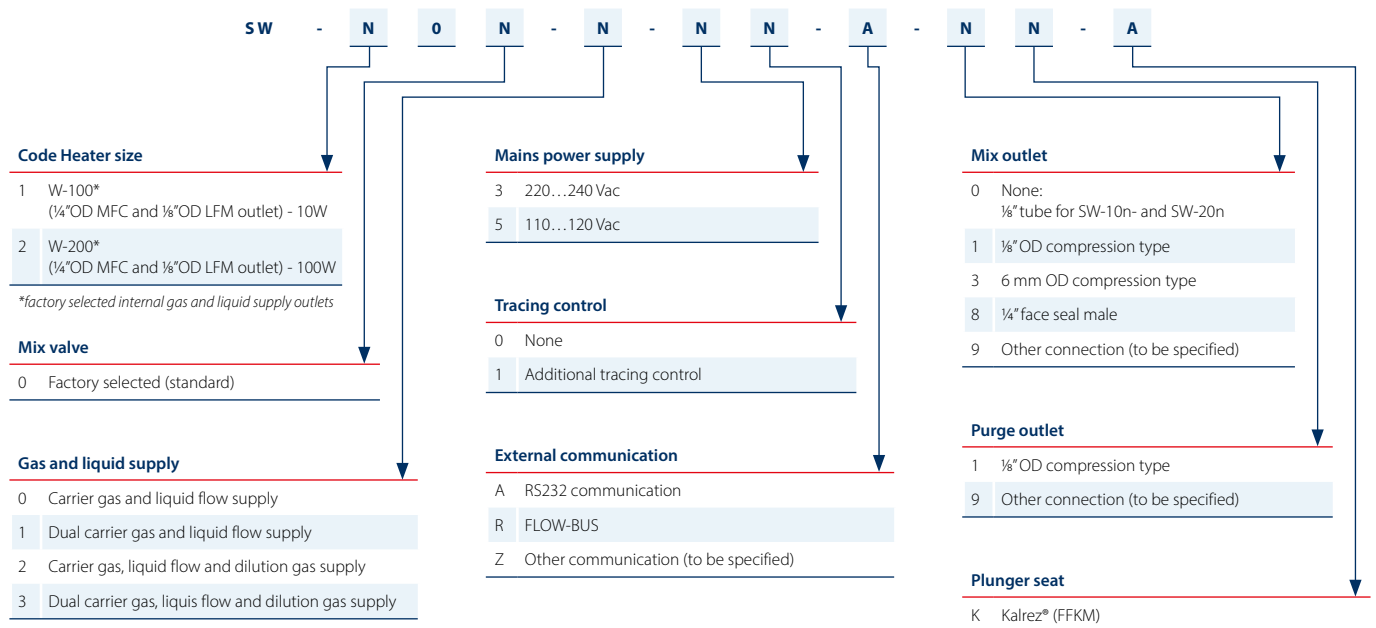 SW - N 0 N - N - N N - A - N N - A
Code Heater size
1 W-100*
(¼"OD MFC and ⅛"OD LFM outlet) - 10W
2 W-200*
(¼"OD MFC and ⅛"OD LFM outlet) - 100W
*factory selected internal gas and liquid supply outlets
Mix valve
0 Factory selected (standard)
Gas and liquid supply
0 Carrier gas and liquid flow supply
1 Dual carrier gas and liquid flow supply
2 Carrier gas, liquid flow and dilution gas supply
3 Dual carrier gas, liquis flow and dilution gas supply
Mains power supply
3 220…240 Vac
5 110…120 Vac
Tracing control
0 None
1 Additional tracing control
External communication
A RS232 communication
R FLOW-BUS
Z Other communication (to be specified)
Mix outlet
0 None:
⅛" tube for SW-10n- and SW-20n
1 ⅛" OD compression type
3 6 mm OD compression type
8 ¼" face seal male
9 Other connection (to be specified)
Purge outlet
1 ⅛" OD compression type
9 Other connection (to be specified)
Plunger seat
K Kalrez® (FFKM)